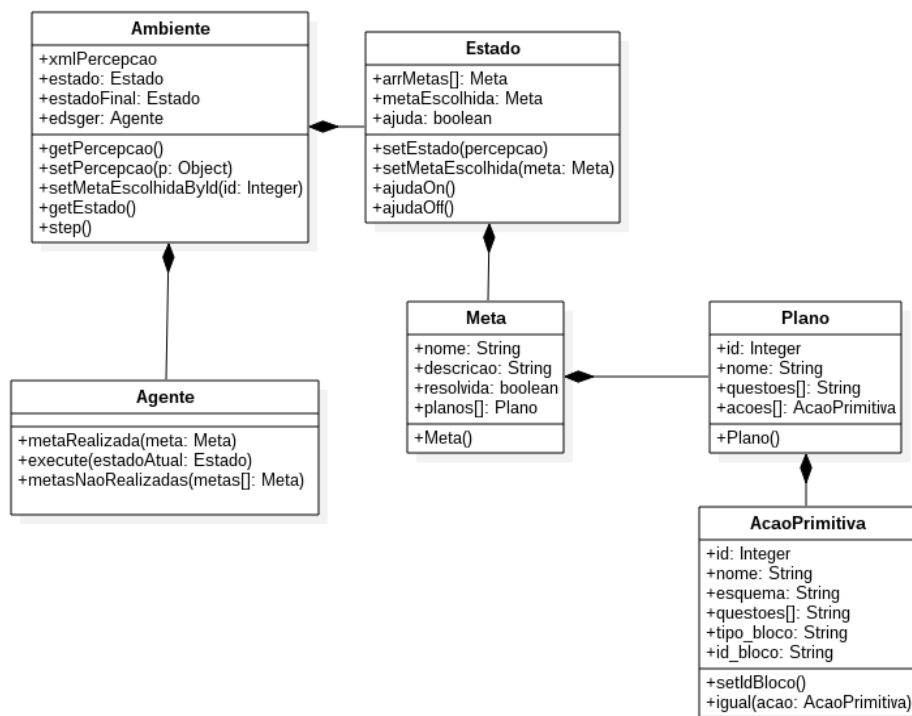 Ambiente
+xmlPercepcao
+estado: Estado
+estadoFinal: Estado
+edsger: Agente
+getPercepcao()
+setPercepcao(p: Object)
+setMetaEscolhidaById(id: Integer)
+getEstado()
+step()
Estado
+arrMetas[]: Meta
+metaEscolhida: Meta
+ajuda: boolean
+setEstado(percepcao)
+setMetaEscolhida(meta: Meta)
+ajudaOn()
+ajudaOff()
Meta
+nome: String
+descricao: String
+resolvida: boolean
+planos[]: Plano
+Meta()
Plano
+id: Integer
+nome: String
+questoes[]: String
+acoes[]: AcaoPrimitiva
+Plano()
Agente
+metaRealizada(meta: Meta)
+execute(estadoAtual: Estado)
+metasNaoRealizadas(metas[]: Meta)
AcaoPrimitiva
+id: Integer
+nome: String
+esquema: String
+questoes[]: String
+tipo_bloco: String
+id_bloco: String
+setIdBloco()
+igual(acao: AcaoPrimitiva)